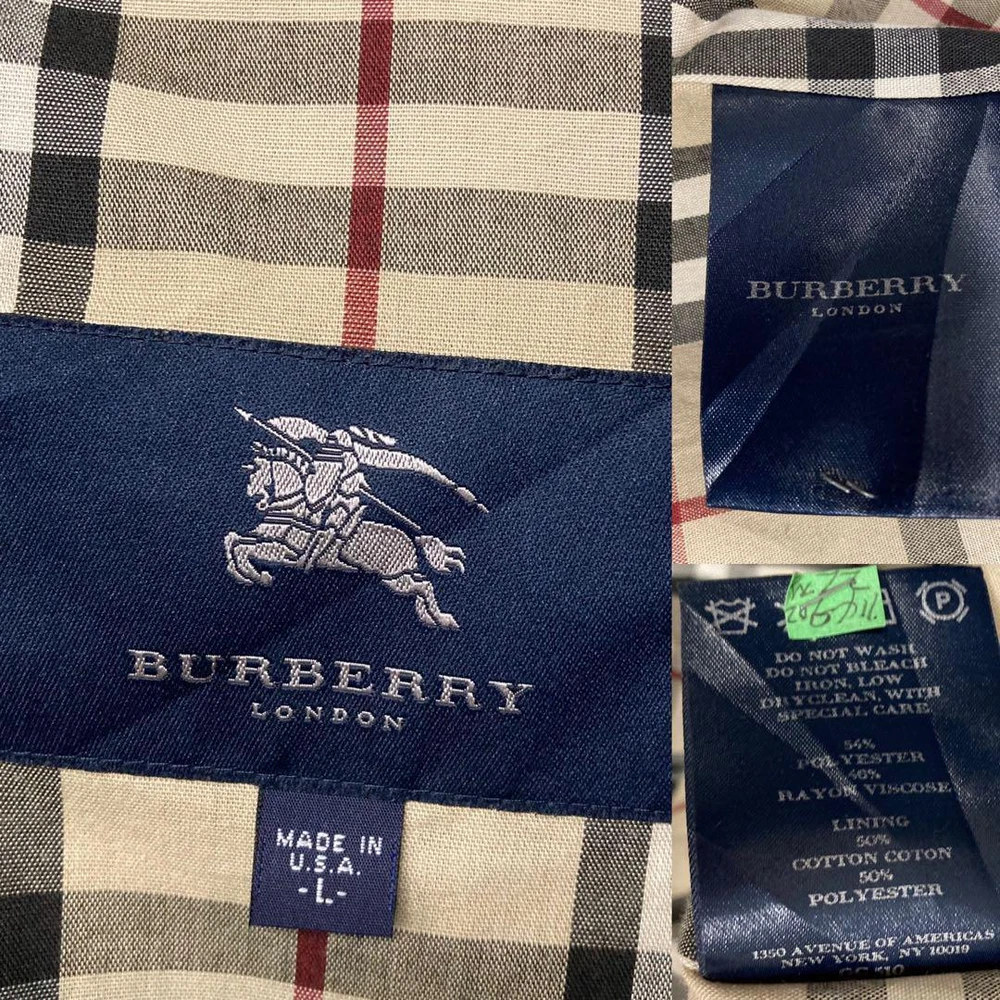 BURBERRY
LONDON
MADE IN
U.S.A.
-L-
BURBERRY
LONDON
P
DO NOT WASH
DO NOT BLEACH
IRON, LOW
DRYCLEAN, WITH
SPECIAL CARE
54%
POLYESTER
46%
RAYON VISCOSE
LINING
50%
COTTON COTON
50%
POLYESTER
1350 AVENUE OF AMERICAS
NEW YORK, NY 10019